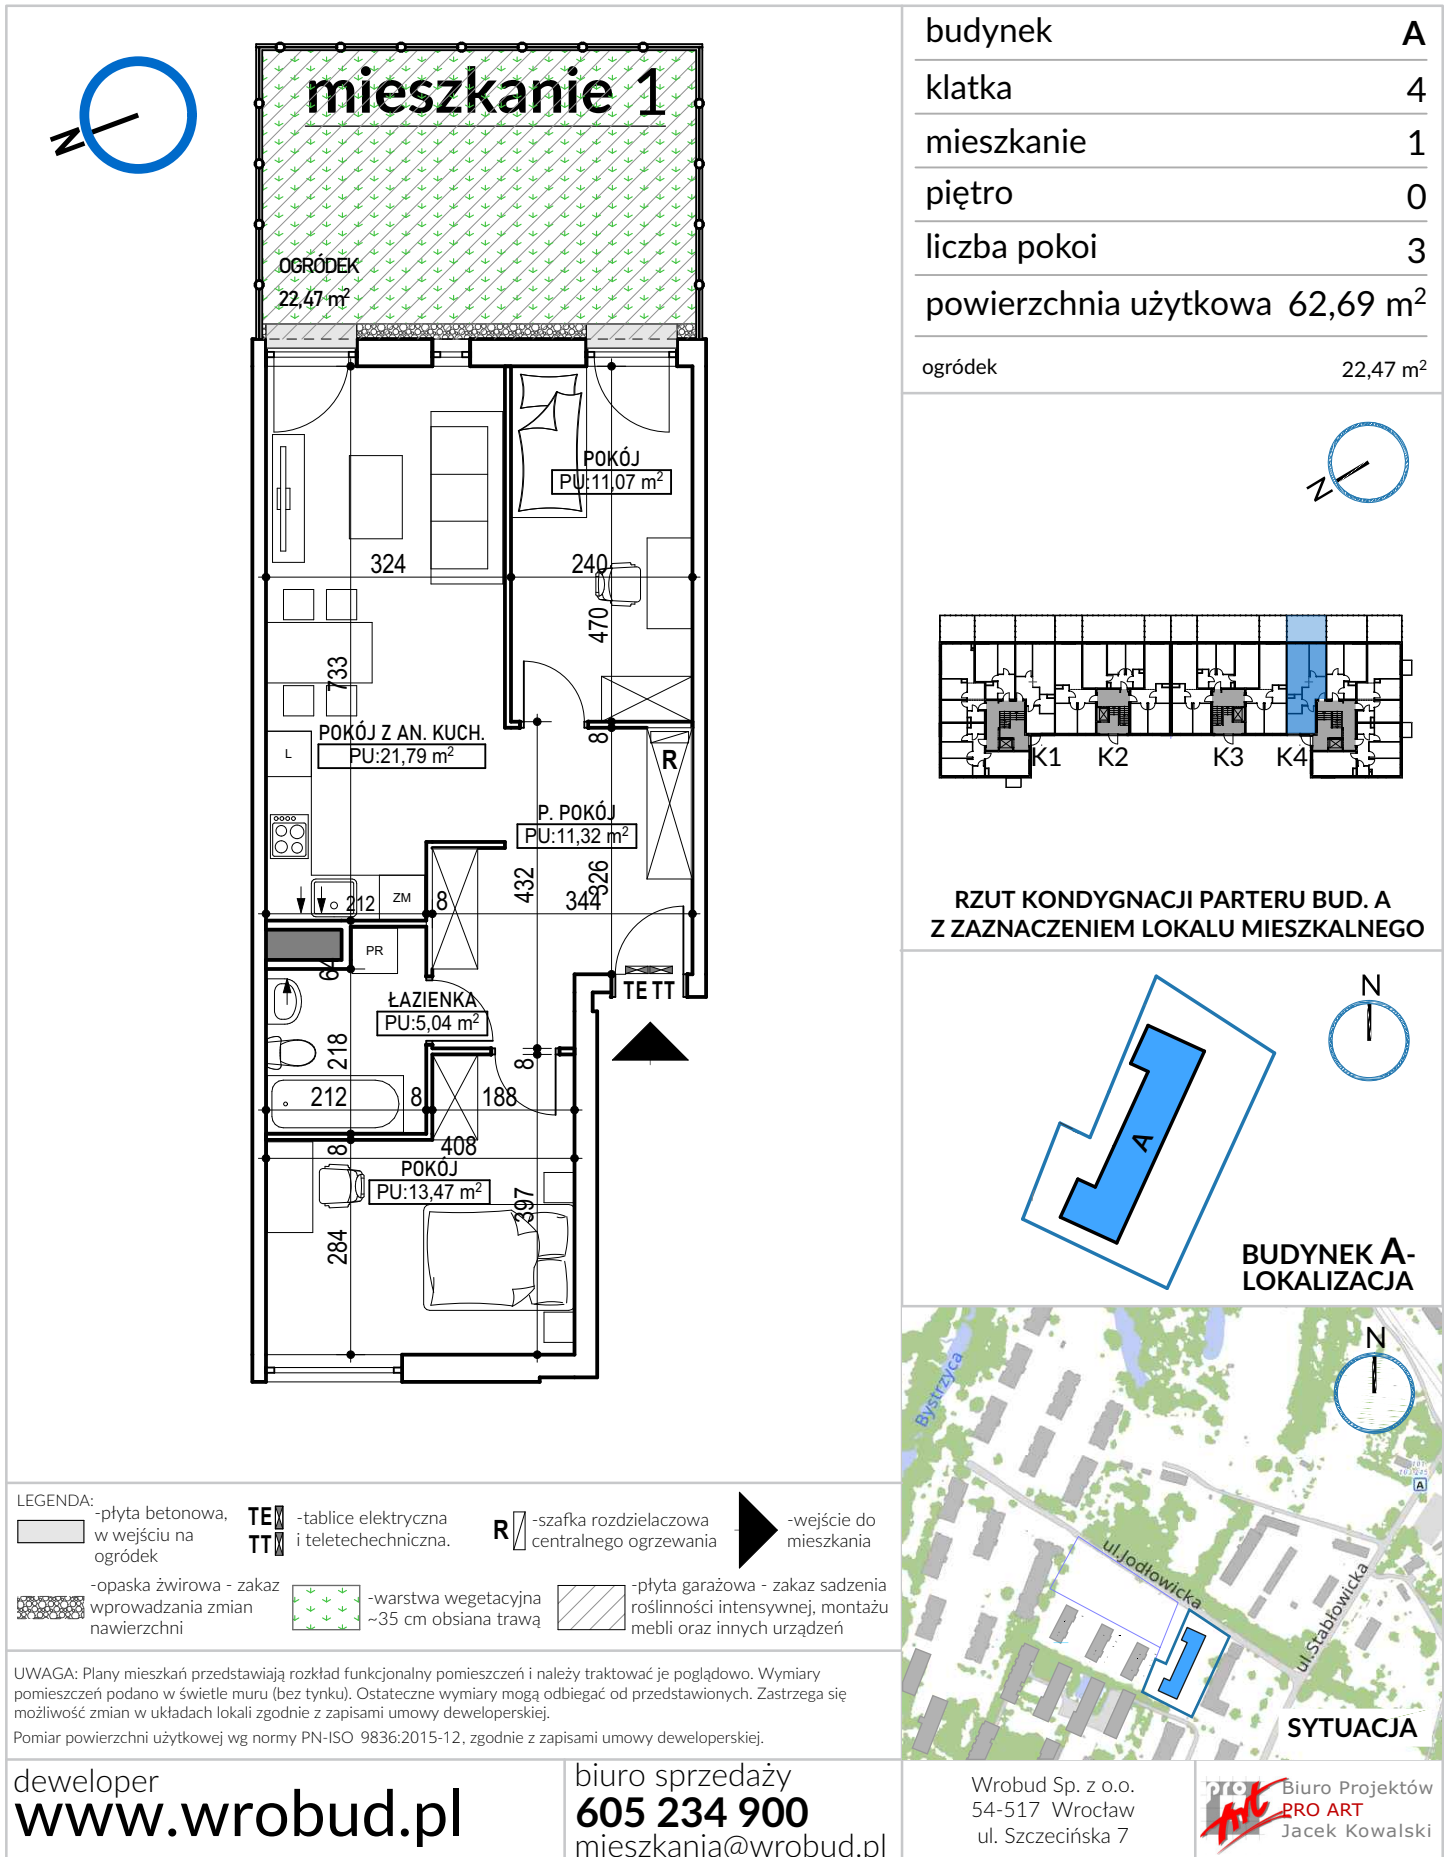 mieszkanie 1
N
OGRÓDEK
22,47 m²
POKÓJ
PU:11,07 m²
324
240
470
733
POKÓJ Z AN. KUCH.
PU:21,79 m²
8
L
R
P. POKÓJ
PU:11,32 m²
432
326
212
ZM
8
344
PR
64
ŁAZIENKA
PU:5,04 m²
TE TT
218
8
212
8
188
8
408
POKÓJ
PU:13,47 m²
397
284
budynek A
klatka 4
mieszkanie 1
piętro 0
liczba pokoi 3
powierzchnia użytkowa 62,69 m²
ogródek 22,47 m²
N
K1 K2 K3 K4
RZUT KONDYGNACJI PARTERU BUD. A
Z ZAZNACZENIEM LOKALU MIESZKALNEGO
N
A
BUDYNEK A-
LOKALIZACJA
N
Bystrzyca
A
ul.Jodłowicka
ul.Stabłowicka
SYTUACJA
LEGENDA:
-płyta betonowa,
w wejściu na
ogródek
TE
TT
-tablice elektryczna
i teletechechniczna.
R
-szafka rozdzielaczowa
centralnego ogrzewania
-wejście do
mieszkania
-opaska żwirowa - zakaz
wprowadzania zmian
nawierzchni
-warstwa wegetacyjna
~35 cm obsiana trawą
-płyta garażowa - zakaz sadzenia
roślinności intensywnej, montażu
mebli oraz innych urządzeń
UWAGA: Plany mieszkań przedstawiają rozkład funkcjonalny pomieszczeń i należy traktować je poglądowo. Wymiary
pomieszczeń podano w świetle muru (bez tynku). Ostateczne wymiary mogą odbiegać od przedstawionych. Zastrzega się
możliwość zmian w układach lokali zgodnie z zapisami umowy deweloperskiej.
Pomiar powierzchni użytkowej wg normy PN-ISO 9836:2015-12, zgodnie z zapisami umowy deweloperskiej.
deweloper
www.wrobud.pl
biuro sprzedaży
605 234 900
mieszkania@wrobud.pl
Wrobud Sp. z o.o.
54-517 Wrocław
ul. Szczecińska 7
pro Art
Biuro Projektów
PRO ART
Jacek Kowalski